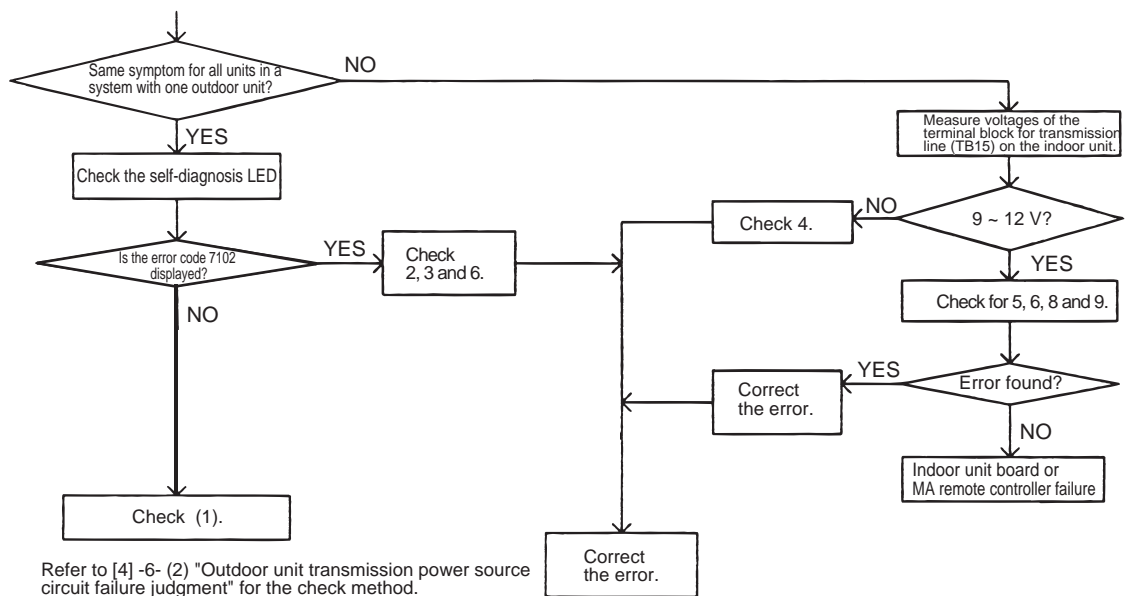 Same symptom for all units in a
system with one outdoor unit?
NO
YES
Measure voltages of the
terminal block for transmission
line (TB15) on the indoor unit.
Check the self-diagnosis LED
9 ~ 12 V?
NO
Check 4.
YES
Is the error code 7102
displayed?
YES
Check
2, 3 and 6.
NO
Check for 5, 6, 8 and 9.
Error found?
YES
Correct
the error.
NO
Indoor unit board or
MA remote controller failure
Check (1).
Correct
the error.
Refer to [4] -6- (2) "Outdoor unit transmission power source
circuit failure judgment" for the check method.